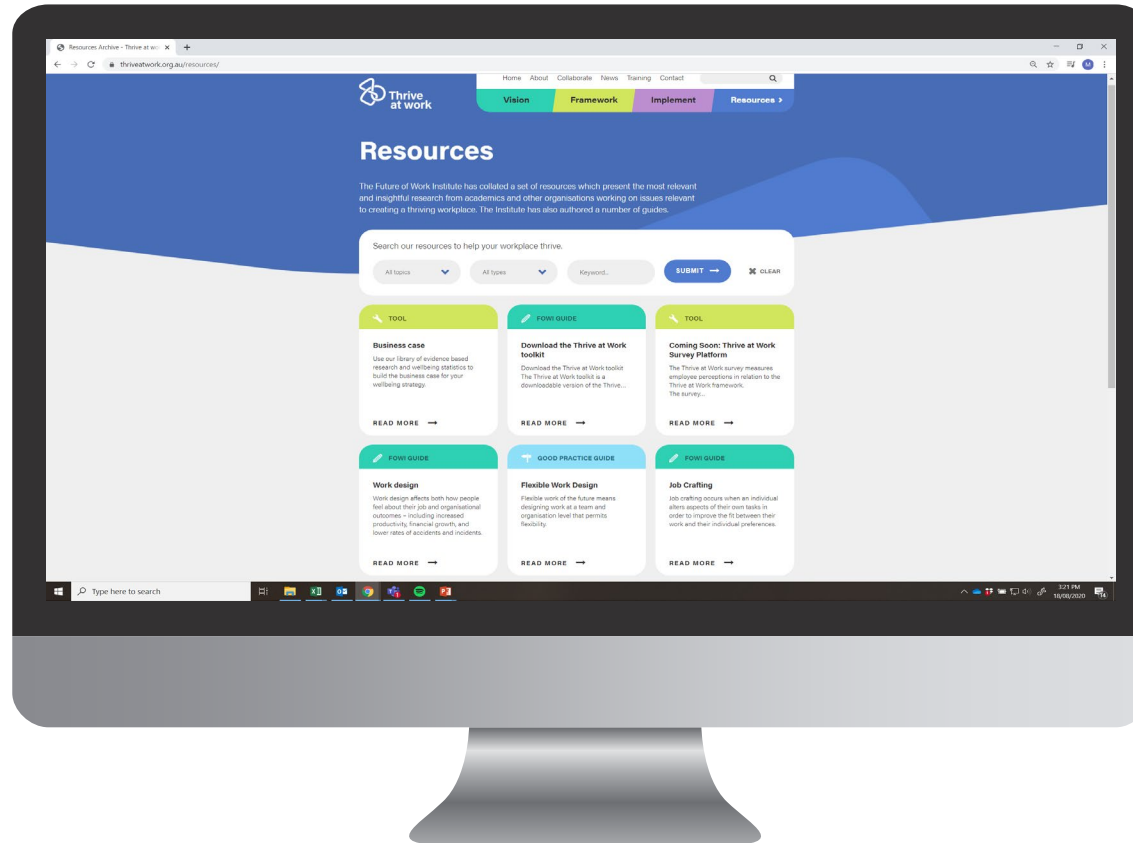 Resources Archive - Thrive at wor
thriveatwork.org.au/resources/
M
Home About Collaborate News Training Contact
Thrive
at work
Vision Framework Implement Resources
Resources
The Future of Work Institute has collated a set of resources which present the most relevant
and insightful research from academics and other organisations working on issues relevant
to creating a thriving workplace. The Institute has also authored a number of guides.
Search our resources to help your workplace thrive.
All topics All types Keyword... SUBMIT CLEAR
TOOL
Business case
Use our library of evidence based
research and wellbeing statistics to
build the business case for your
wellbeing strategy.
READ MORE
FOWI GUIDE
Download the Thrive at Work
toolkit
Download the Thrive at Work toolkit
The Thrive at Work toolkit is a
downloadable version of the Thrive...
READ MORE
TOOL
Coming Soon: Thrive at Work
Survey Platform
The Thrive at Work survey measures
employee perceptions in relation to the
Thrive at Work framework.
The survey...
READ MORE
FOWI GUIDE
Work design
Work design affects both how people
feel about their job and organisational
outcomes – including increased
productivity, financial growth, and
lower rates of accidents and incidents.
READ MORE
GOOD PRACTICE GUIDE
Flexible Work Design
Flexible work of the future means
designing work at a team and
organisation level that permits
flexibility.
READ MORE
FOWI GUIDE
Job Crafting
Job crafting occurs when an individual
alters aspects of their own tasks in
order to improve the fit between their
work and their individual preferences.
READ MORE
Type here to search
3:21 PM
18/08/2020